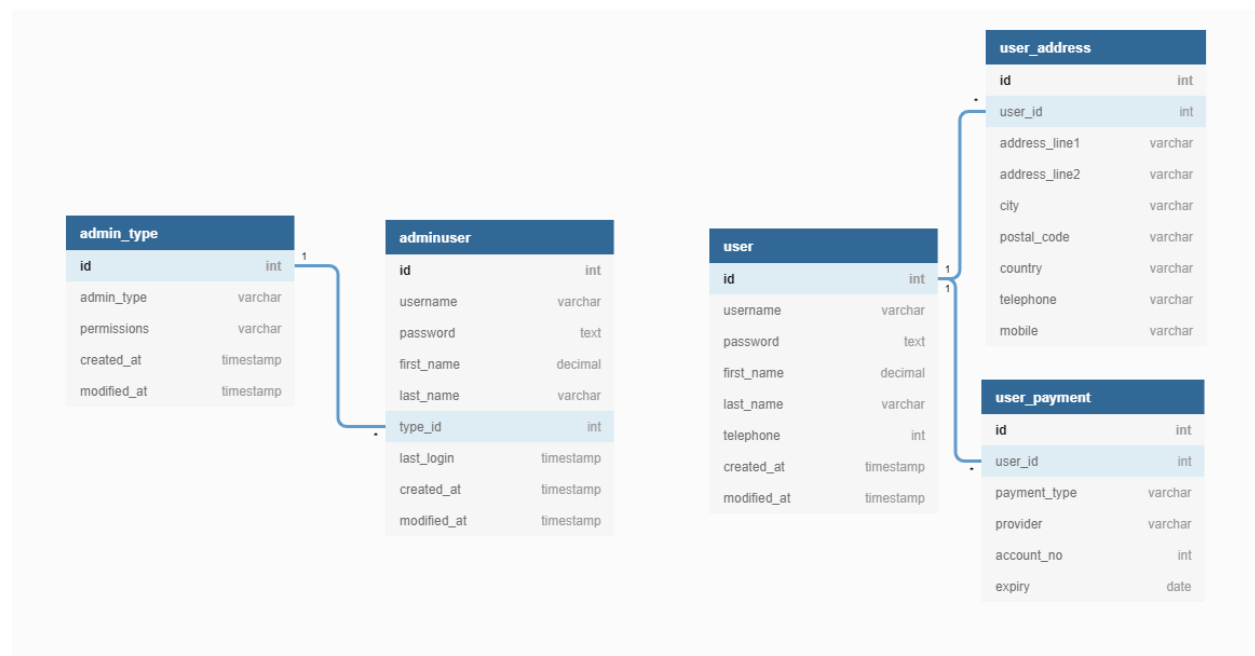 admin_type
id int
admin_type varchar
permissions varchar
created_at timestamp
modified_at timestamp
1
*
adminuser
id int
username varchar
password text
first_name decimal
last_name varchar
type_id int
last_login timestamp
created_at timestamp
modified_at timestamp
user
id int
username varchar
password text
first_name decimal
last_name varchar
telephone int
created_at timestamp
modified_at timestamp
1
1
*
user_address
id int
user_id int
address_line1 varchar
address_line2 varchar
city varchar
postal_code varchar
country varchar
telephone varchar
mobile varchar
*
user_payment
id int
user_id int
payment_type varchar
provider varchar
account_no int
expiry date